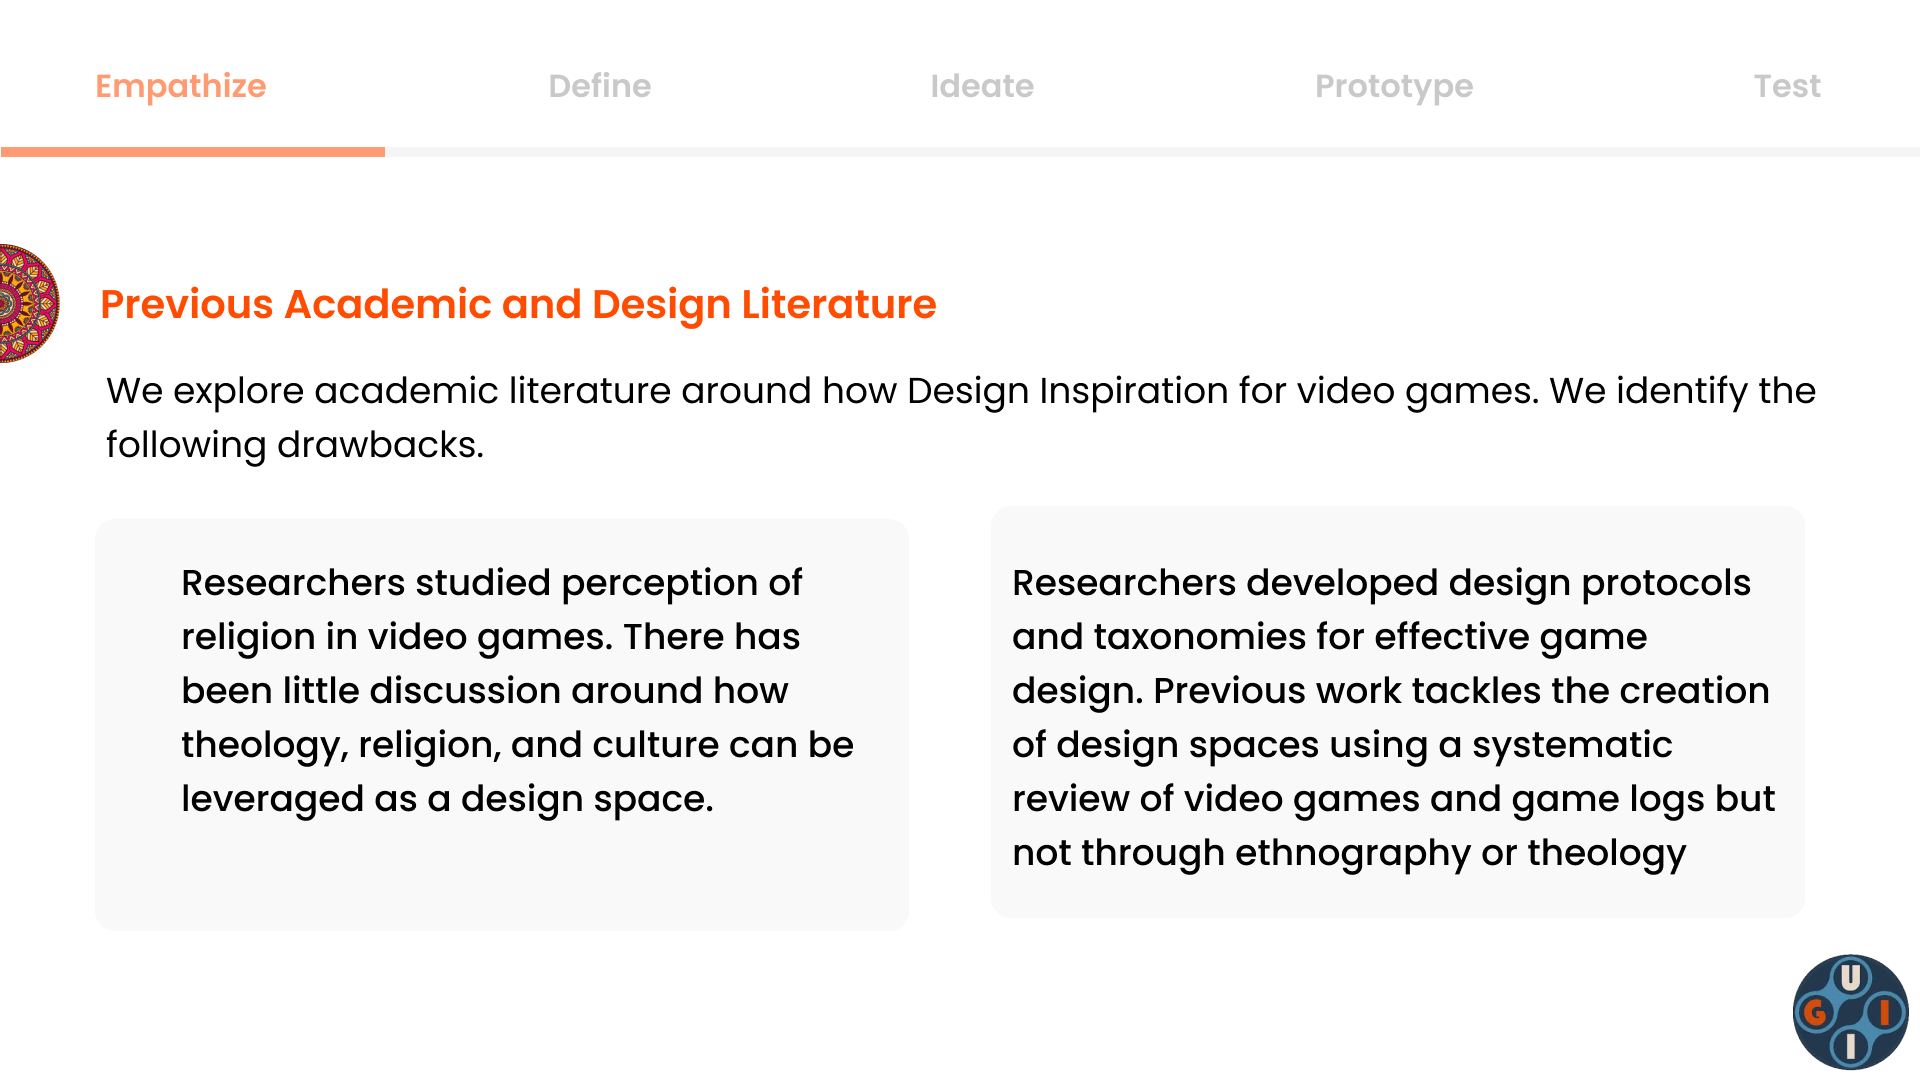 Empathize
Define
Ideate
Prototype
Test
Previous Academic and Design Literature
We explore academic literature around how Design Inspiration for video games. We identify the
following drawbacks.
Researchers studied perception of
religion in video games. There has
been little discussion around how
theology, religion, and culture can be
leveraged as a design space.
Researchers developed design protocols
and taxonomies for effective game
design. Previous work tackles the creation
of design spaces using a systematic
review of video games and game logs but
not through ethnography or theology
U
G I
I